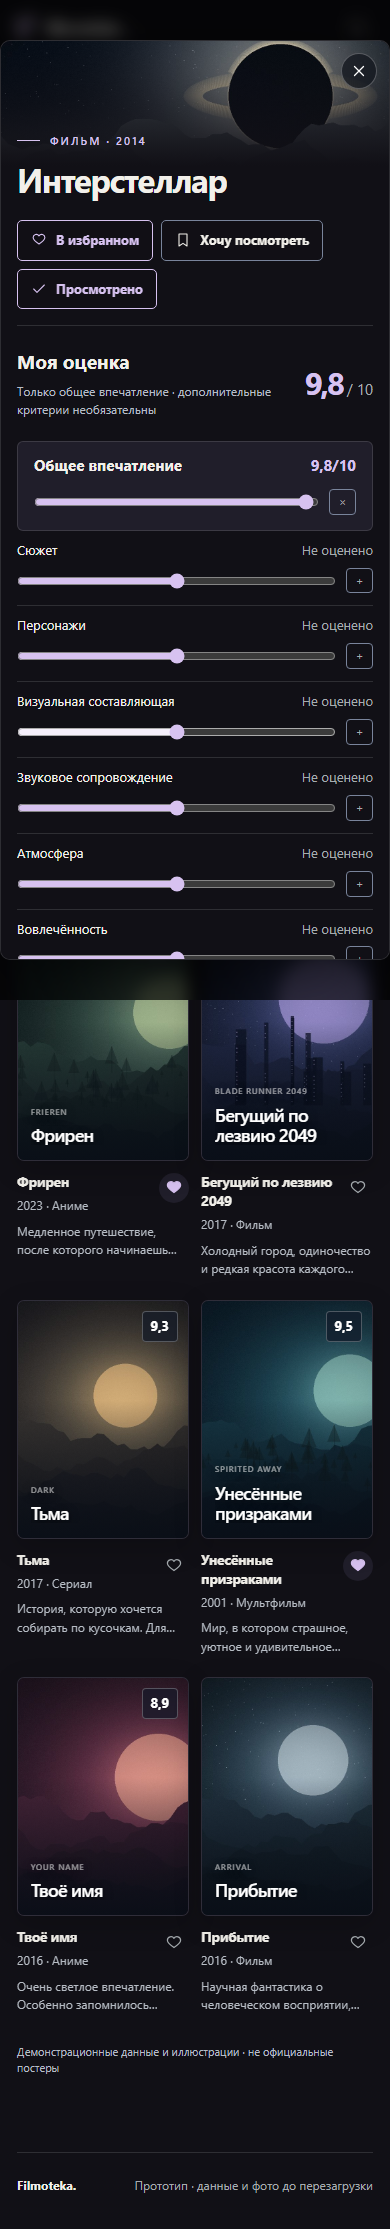 ФИЛЬМ · 2014
Интерстеллар
В избранном
Хочу посмотреть
Просмотрено
Моя оценка
Только общее впечатление · дополнительные
критерии необязательны
9,8 / 10
Общее впечатление 9,8/10
×
Сюжет Не оценено
+
Персонажи Не оценено
+
Визуальная составляющая Не оценено
+
Звуковое сопровождение Не оценено
+
Атмосфера Не оценено
+
Вовлечённость Не оценено
FRIEREN
Фрирен
BLADE RUNNER 2049
Бегущий по
лезвию 2049
Фрирен
2023 · Аниме
Медленное путешествие,
после которого начинаешь...
Бегущий по лезвию
2049
2017 · Фильм
Холодный город, одиночество
и редкая красота каждого...
9,3
DARK
Тьма
9,5
SPIRITED AWAY
Унесённые
призраками
Тьма
2017 · Сериал
История, которую хочется
собирать по кусочкам. Для...
Унесённые
призраками
2001 · Мультфильм
Мир, в котором страшное,
уютное и удивительное...
8,9
YOUR NAME
Твоё имя
ARRIVAL
Прибытие
Твоё имя
2016 · Аниме
Очень светлое впечатление.
Особенно запомнилось...
Прибытие
2016 · Фильм
Научная фантастика о
человеческом восприятии,...
Демонстрационные данные и иллюстрации · не официальные
постеры
Filmoteka.
Прототип · данные и фото до перезагрузки